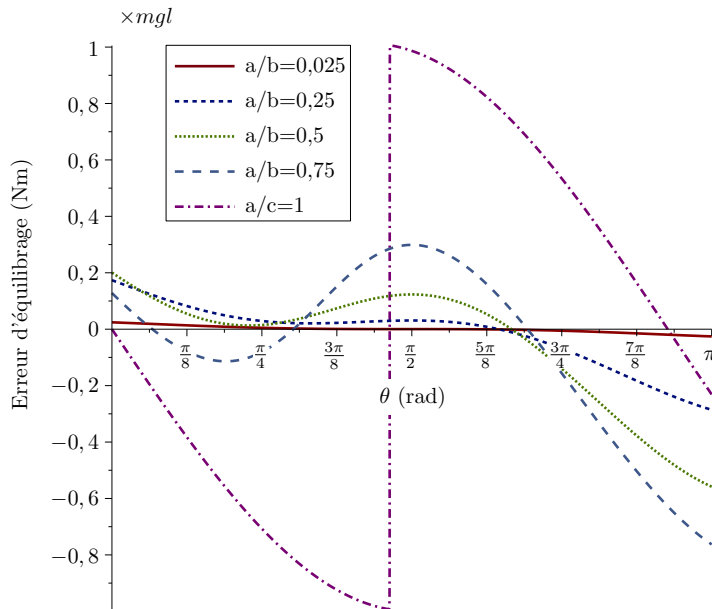 ×mgl
1
0,8
0,6
0,4
0,2
0
−0,2
−0,4
−0,6
−0,8
Erreur d'équilibrage (Nm)
a/b=0,025
a/b=0,25
a/b=0,5
a/b=0,75
a/c=1
π/8
π/4
3π/8
π/2
5π/8
3π/4
7π/8
π
θ (rad)